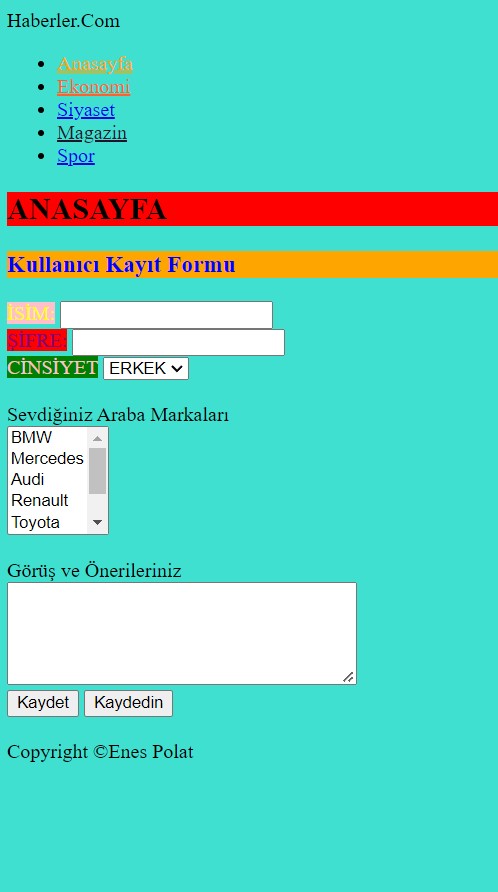 Haberler.Com
Anasayfa
Ekonomi
Siyaset
Magazin
Spor
ANASAYFA
Kullanıcı Kayıt Formu
İSİM:
ŞİFRE:
CİNSİYET ERKEK
Sevdiğiniz Araba Markaları
BMW
Mercedes
Audi
Renault
Toyota
Görüş ve Önerileriniz
Kaydet Kaydedin
Copyright ©Enes Polat